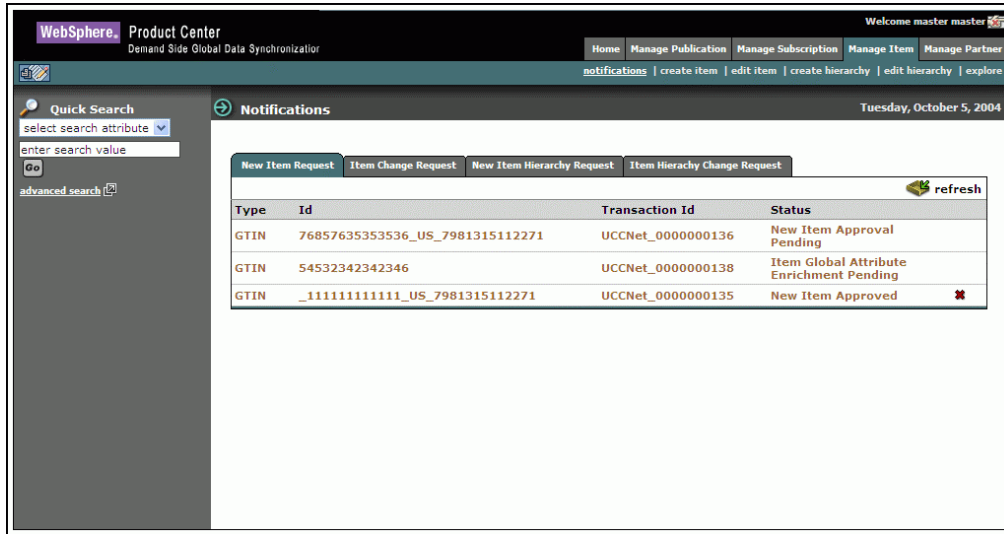 WebSphere. Product Center
Demand Side Global Data Synchronization
Welcome master master
Home Manage Publication Manage Subscription Manage Item Manage Partner
notifications | create item | edit item | create hierarchy | edit hierarchy | explore
Quick Search
select search attribute
enter search value
Go
advanced search
Notifications Tuesday, October 5, 2004
New Item Request Item Change Request New Item Hierarchy Request Item Hierachy Change Request
refresh
Type Id Transaction Id Status
GTIN 76857635353536_US_7981315112271 UCCNet_0000000136 New Item Approval
Pending
GTIN 54532342342346 UCCNet_0000000138 Item Global Attribute
Enrichment Pending
GTIN _111111111111_US_7981315112271 UCCNet_0000000135 New Item Approved